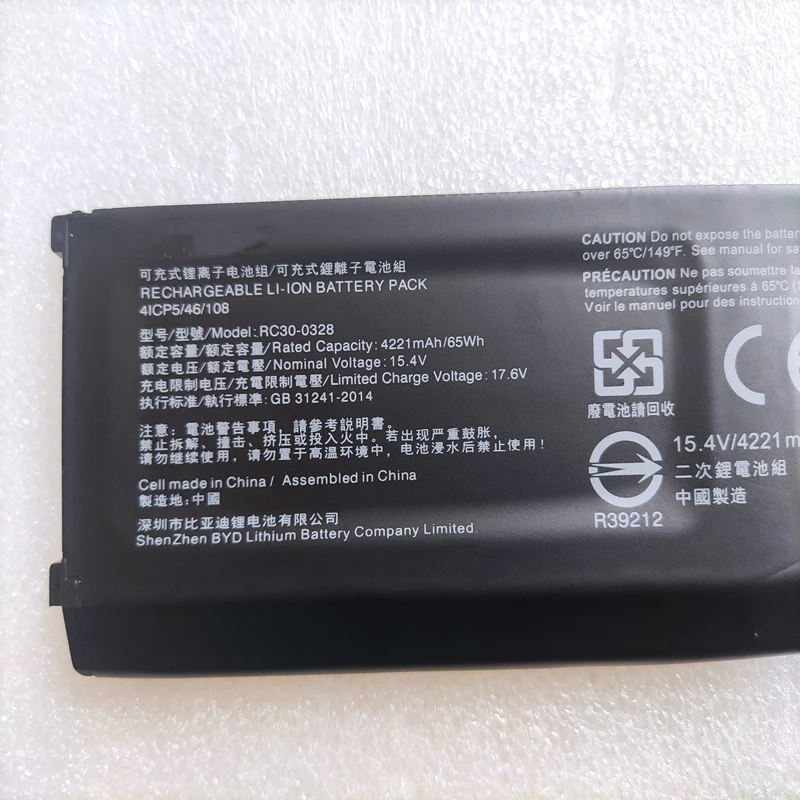 可充式锂离子电池组/可充式鋰離子電池組
RECHARGEABLE LI-ION BATTERY PACK
4ICP5/46/108
型号/型號/Model:RC30-0328
额定容量/額定容量/Rated Capacity: 4221mAh/65Wh
额定电压/額定電壓/Nominal Voltage: 15.4V
充电限制电压/充電限制電壓/Limited Charge Voltage: 17.6V
执行标准/執行標準: GB 31241-2014
注意: 電池警告事項, 請參考説明書。
禁止拆解、撞击、挤压或投入火中。若出现严重鼓胀,
请勿继续使用, 请勿置于高温环境中, 电池浸水后禁止使用!
Cell made in China / Assembled in China
製造地: 中國
深圳市比亚迪锂电池有限公司
ShenZhen BYD Lithium Battery Company Limited.
CAUTION Do not expose the batter
over 65℃/149°F. See manual for sa
PRÉCAUTION Ne pas soumettre la
températures supérieures à 65℃ (1
Voir le manuel pour des instruction
廢電池請回收
CE
15.4V/4221 m
二次鋰電池組
中國製造
R39212